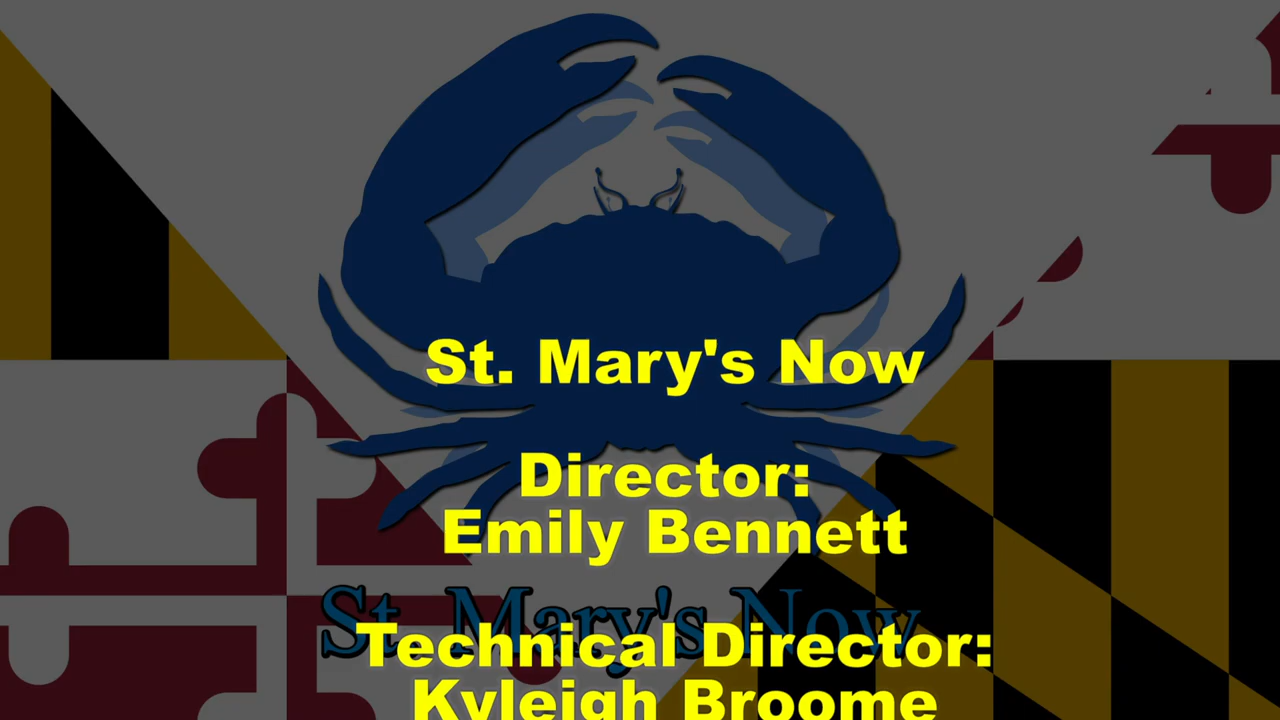 St. Mary's Now
Director:
Emily Bennett
St. Mary's Now
Technical Director:
Kyleigh Broome